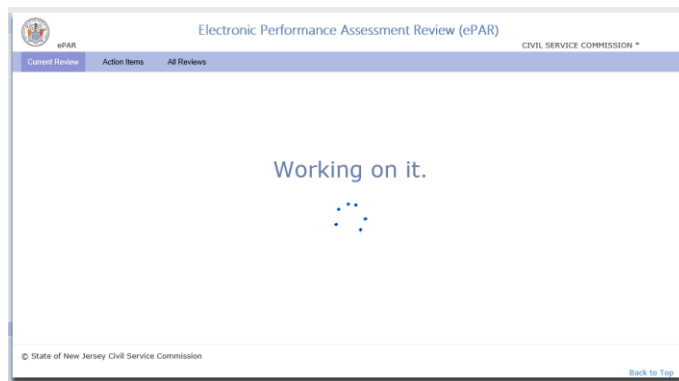 Electronic Performance Assessment Review (ePAR)
ePAR
CIVIL SERVICE COMMISSION *
Current Review Action Items All Reviews
Working on it.
© State of New Jersey Civil Service Commission
Back to Top